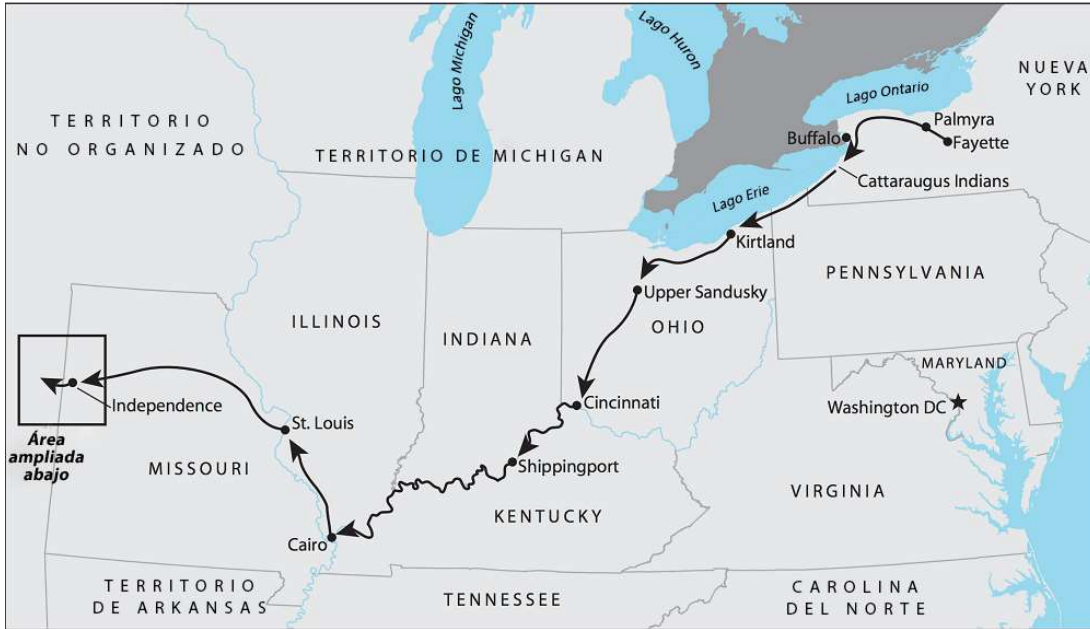 Lago Michigan
Lago Huron
Lago Ontario
NUEVA
YORK
TERRITORIO
NO ORGANIZADO
TERRITORIO DE MICHIGAN
Buffalo
Palmyra
Fayette
Cattaraugus Indians
Lago Erie
Kirtland
PENNSYLVANIA
Upper Sandusky
OHIO
ILLINOIS
INDIANA
MARYLAND
Washington DC
Independence
Cincinnati
St. Louis
Área
ampliada
abajo
MISSOURI
Shippingport
VIRGINIA
KENTUCKY
Cairo
TERRITORIO
DE ARKANSAS
TENNESSEE
CAROLINA
DEL NORTE